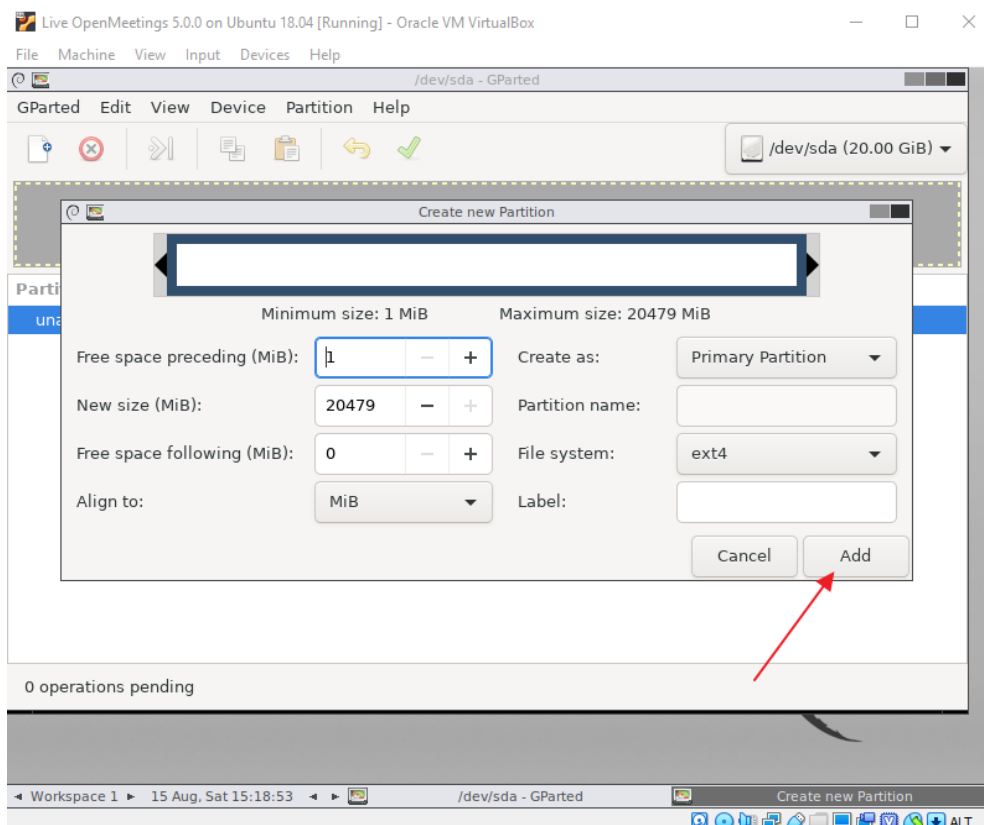 Live OpenMeetings 5.0.0 on Ubuntu 18.04 [Running] - Oracle VM VirtualBox
File Machine View Input Devices Help
/dev/sda - GParted
GParted Edit View Device Partition Help
/dev/sda (20.00 GiB)
Create new Partition
Parti
una
Minimum size: 1 MiB Maximum size: 20479 MiB
Free space preceding (MiB): 1 Create as: Primary Partition
New size (MiB): 20479 Partition name:
Free space following (MiB): 0 File system: ext4
Align to: MiB Label:
Cancel Add
0 operations pending
Workspace 1 15 Aug, Sat 15:18:53 /dev/sda - GParted Create new Partition
ALT